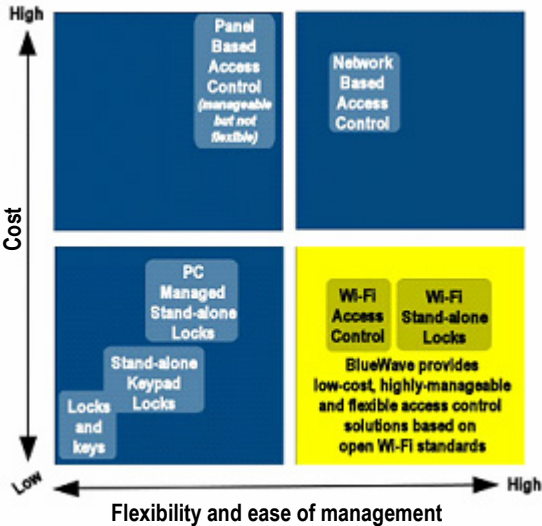 High
Cost
Low
Panel
Based
Access
Control
(manageable
but not
flexible)
Network
Based
Access
Control
PC
Managed
Stand-alone
Locks
Stand-alone
Keypad
Locks
Locks
and
keys
Wi-Fi
Access
Control
Wi-Fi
Stand-alone
Locks
BlueWave provides
low-cost, highly-manageable
and flexible access control
solutions based on
open Wi-Fi standards
High
Flexibility and ease of management